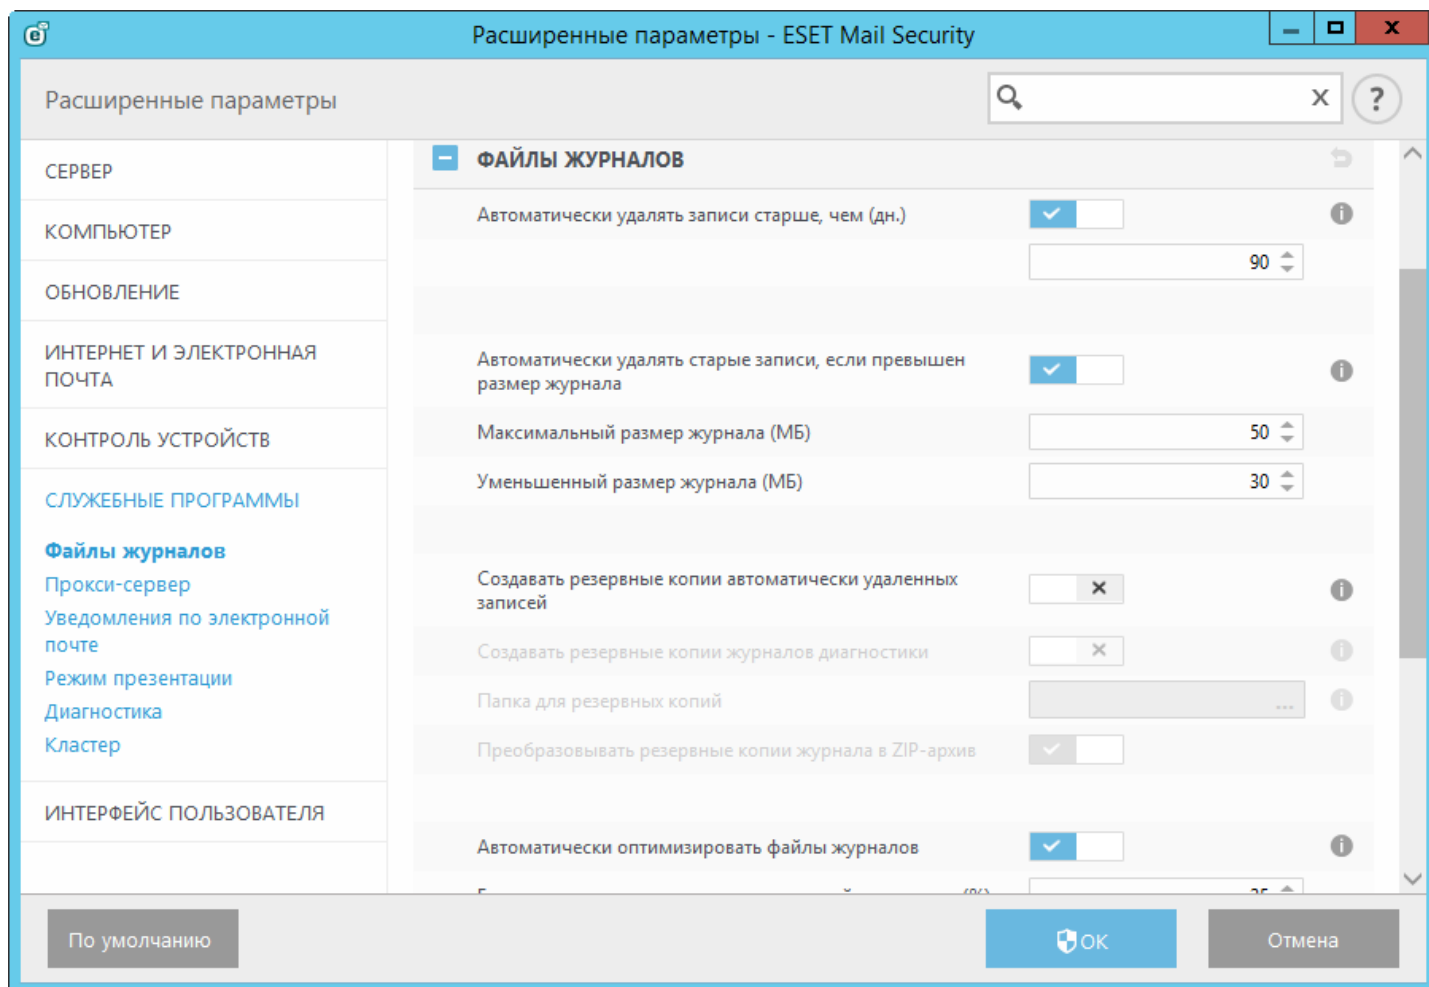 Расширенные параметры - ESET Mail Security
Расширенные параметры
СЕРВЕР
КОМПЬЮТЕР
ОБНОВЛЕНИЕ
ИНТЕРНЕТ И ЭЛЕКТРОННАЯ
ПОЧТА
КОНТРОЛЬ УСТРОЙСТВ
СЛУЖЕБНЫЕ ПРОГРАММЫ
Файлы журналов
Прокси-сервер
Уведомления по электронной
почте
Режим презентации
Диагностика
Кластер
ИНТЕРФЕЙС ПОЛЬЗОВАТЕЛЯ
ФАЙЛЫ ЖУРНАЛОВ
Автоматически удалять записи старше, чем (дн.)
90
Автоматически удалять старые записи, если превышен
размер журнала
Максимальный размер журнала (МБ)
50
Уменьшенный размер журнала (МБ)
30
Создавать резервные копии автоматически удаленных
записей
Создавать резервные копии журналов диагностики
Папка для резервных копий
...
Преобразовывать резервные копии журнала в ZIP-архив
Автоматически оптимизировать файлы журналов
(%)
25
По умолчанию
ОК
Отмена